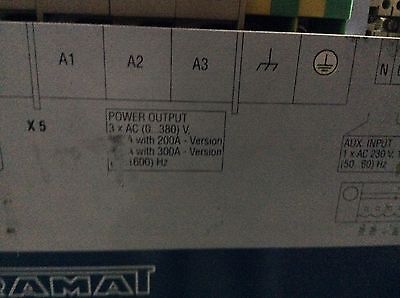 A1 A2 A3
N
X 5
POWER OUTPUT
3 x AC (0...380) V,
A with 200A - Version
A with 300A - Version
(600) Hz
AUX. INPUT
1 x AC 230 V,
(50...60) Hz
RAMAT